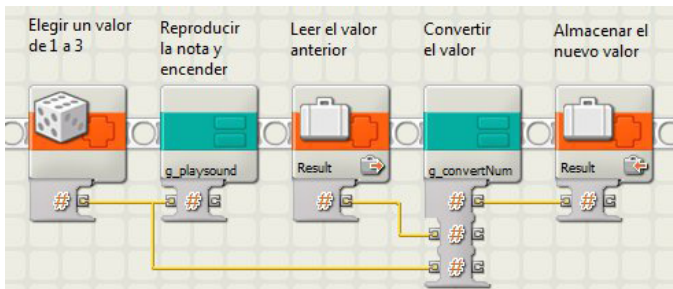 Elegir un valor
de 1 a 3
Reproducir
la nota y
encender
Leer el valor
anterior
Convertir
el valor
Almacenar el
nuevo valor
g_playsound
Result
g_convertNum
Result
# # # # #
#
#